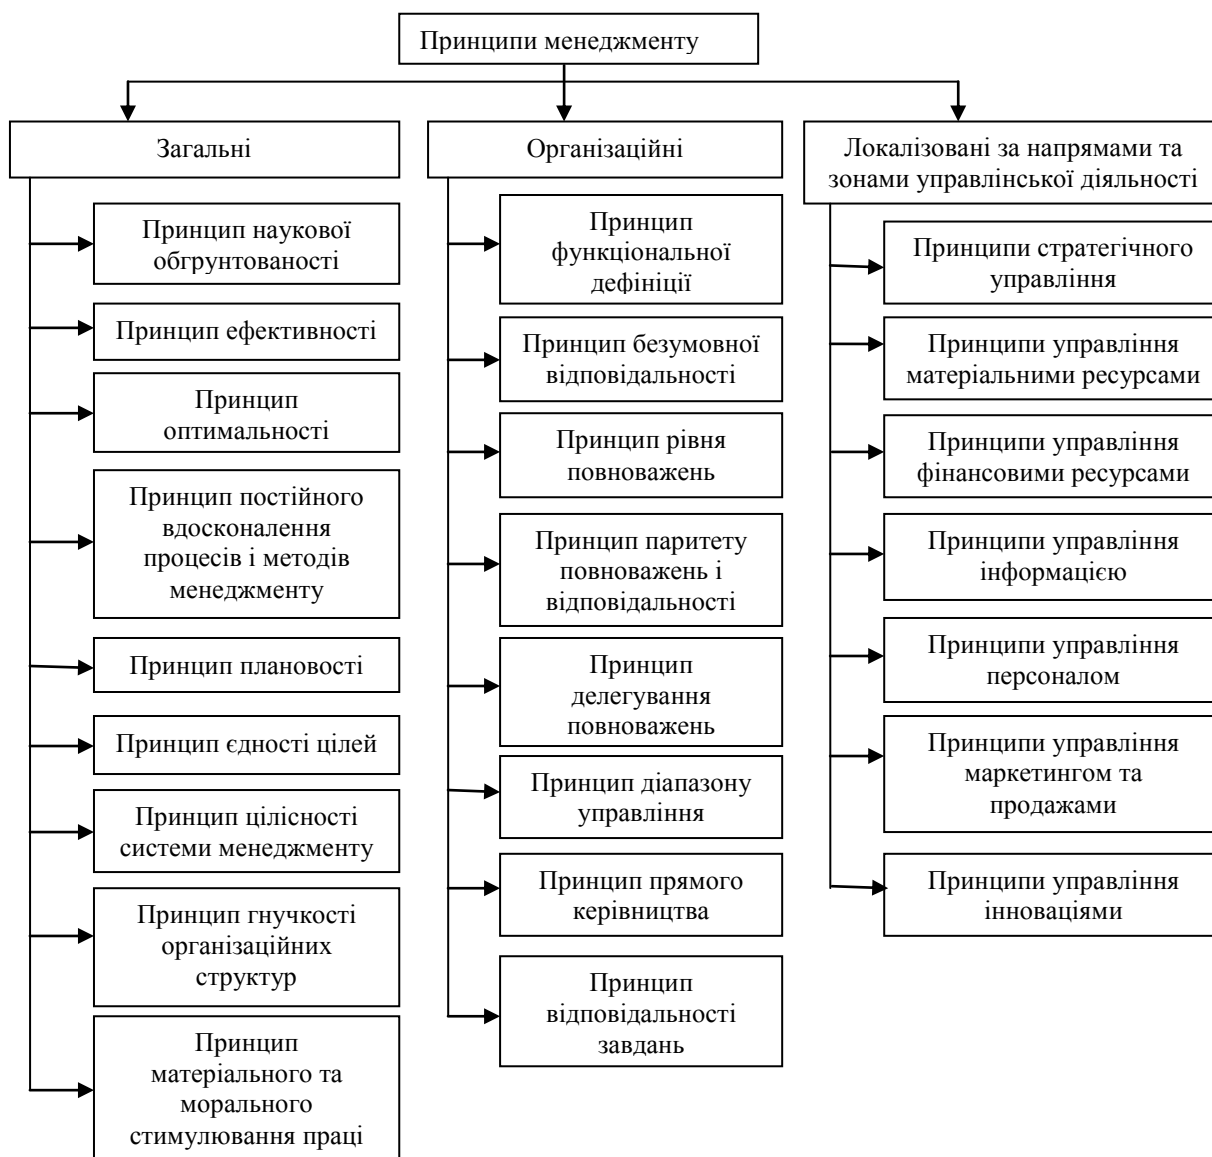 Принципи менеджменту
Загальні
Принцип наукової
обгрунтованості
Принцип ефективності
Принцип
оптимальності
Принцип постійного
вдосконалення
процесів і методів
менеджменту
Принцип плановості
Принцип єдності цілей
Принцип цілісності
системи менеджменту
Принцип гнучкості
організаційних
структур
Принцип
матеріального та
морального
стимулювання праці
Організаційні
Принцип
функціональної
дефініції
Принцип безумовної
відповідальності
Принцип рівня
повноважень
Принцип паритету
повноважень і
відповідальності
Принцип
делегування
повноважень
Принцип діапазону
управління
Принцип прямого
керівництва
Принцип
відповідальності
завдань
Локалізовані за напрямами та
зонами управлінської діяльності
Принципи стратегічного
управління
Принципи управління
матеріальними ресурсами
Принципи управління
фінансовими ресурсами
Принципи управління
інформацією
Принципи управління
персоналом
Принципи управління
маркетингом та
продажами
Принципи управління
інноваціями